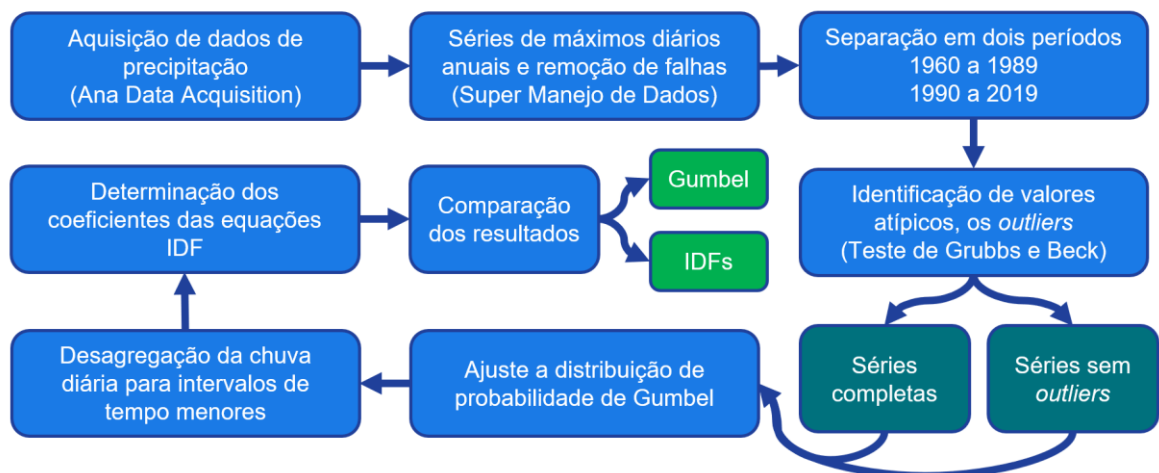 Aquisição de dados de
precipitação
(Ana Data Acquisition)
Séries de máximos diários
anuais e remoção de falhas
(Super Manejo de Dados)
Separação em dois períodos
1960 a 1989
1990 a 2019
Identificação de valores
atípicos, os outliers
(Teste de Grubbs e Beck)
Séries
completas
Séries sem
outliers
Ajuste a distribuição de
probabilidade de Gumbel
Desagregação da chuva
diária para intervalos de
tempo menores
Determinação dos
coeficientes das equações
IDF
Comparação
dos resultados
Gumbel
IDFs